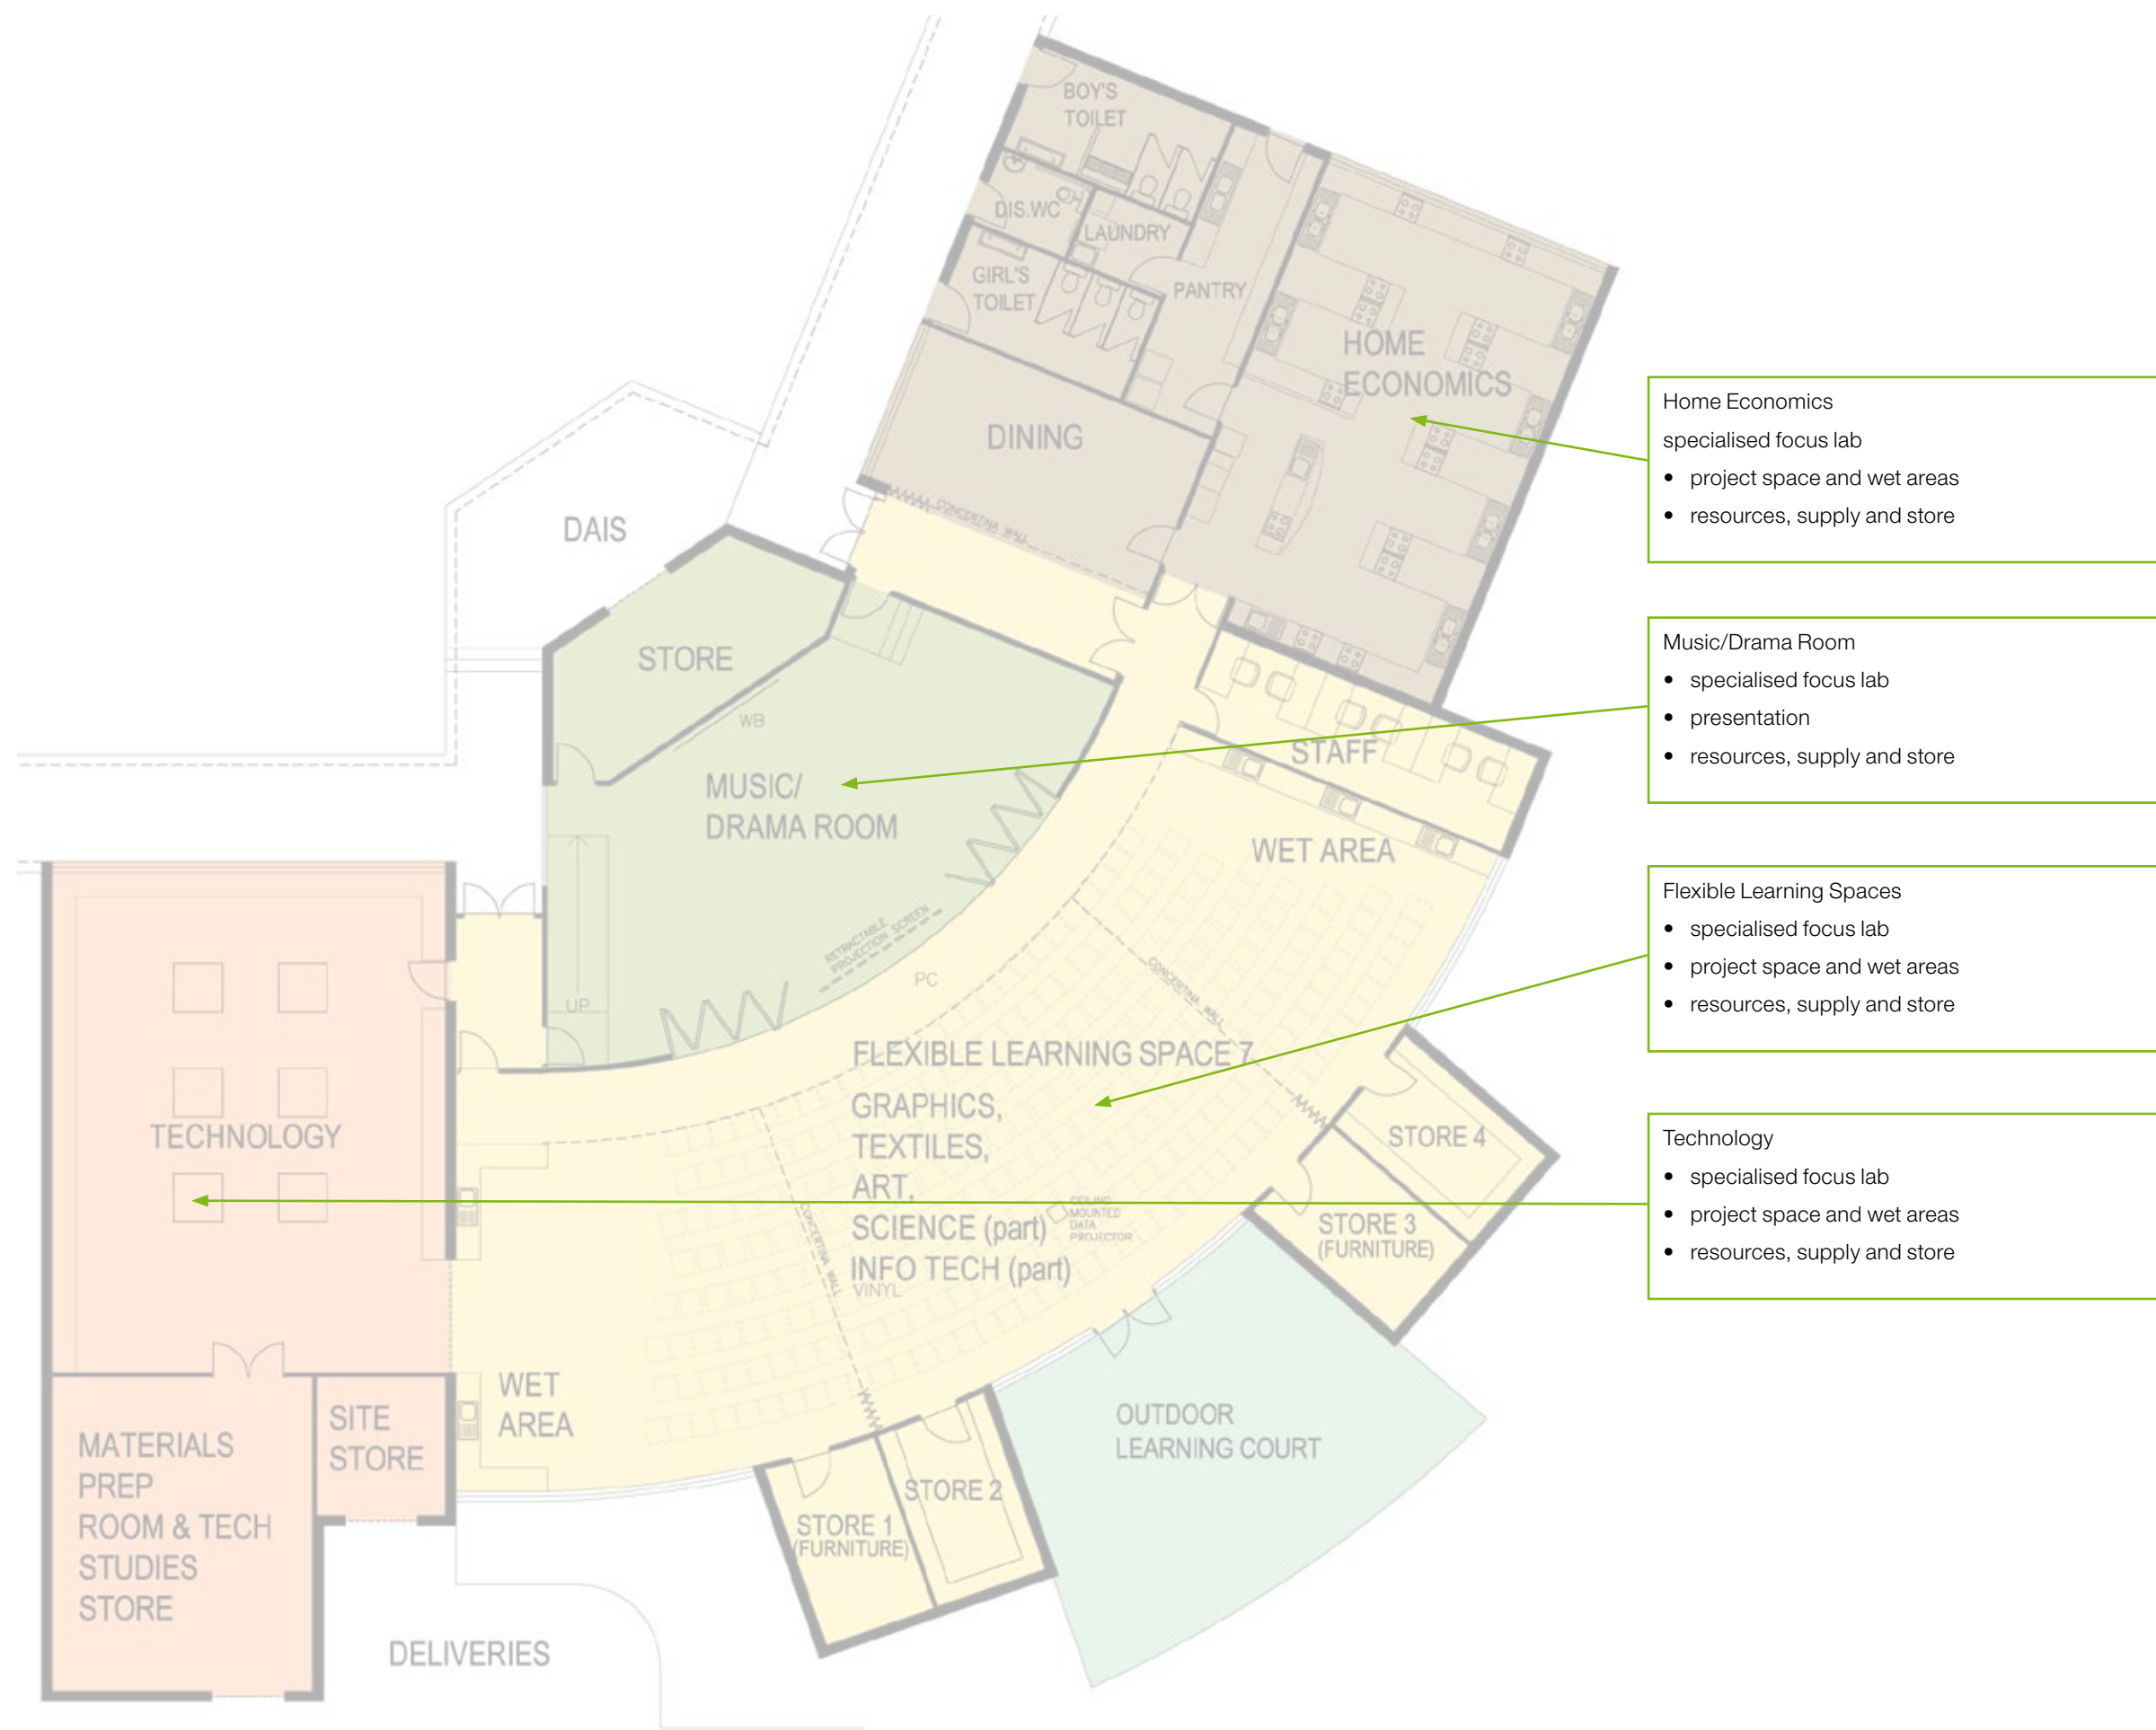 BOY'S
TOILET
DIS.WC
LAUNDRY
GIRL'S
TOILET
PANTRY
HOME
ECONOMICS
DINING
CONCERTINA WALL
DAIS
STORE
WB
MUSIC/
DRAMA ROOM
STAFF
WET AREA
RETRACTABLE
PROJECTION SCREEN
PC
UP
CONCERTINA WALL
FLEXIBLE LEARNING SPACE 7
GRAPHICS,
TEXTILES,
ART,
SCIENCE (part)
INFO TECH (part)
VINYL
CEILING
MOUNTED
DATA
PROJECTOR
CONCERTINA WALL
TECHNOLOGY
STORE 4
STORE 3
(FURNITURE)
WET
AREA
SITE
STORE
MATERIALS
PREP
ROOM & TECH
STUDIES
STORE
OUTDOOR
LEARNING COURT
STORE 2
STORE 1
(FURNITURE)
DELIVERIES
Home Economics
specialised focus lab
• project space and wet areas
• resources, supply and store
Music/Drama Room
• specialised focus lab
• presentation
• resources, supply and store
Flexible Learning Spaces
• specialised focus lab
• project space and wet areas
• resources, supply and store
Technology
• specialised focus lab
• project space and wet areas
• resources, supply and store